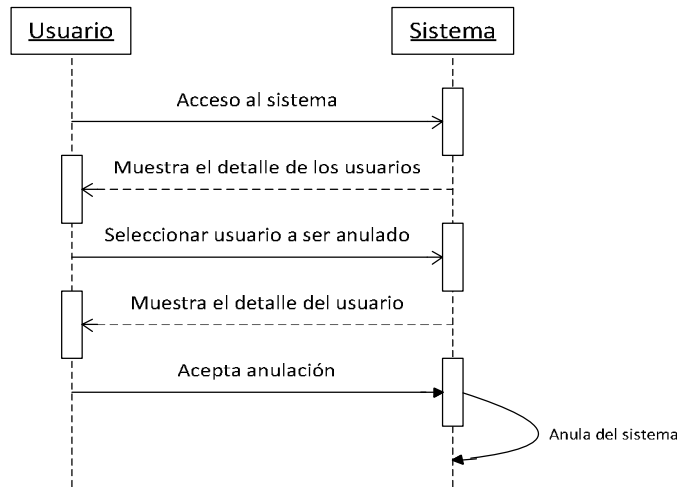 Usuario
Sistema
Acceso al sistema
Muestra el detalle de los usuarios
Seleccionar usuario a ser anulado
Muestra el detalle del usuario
Acepta anulación
Anula del sistema